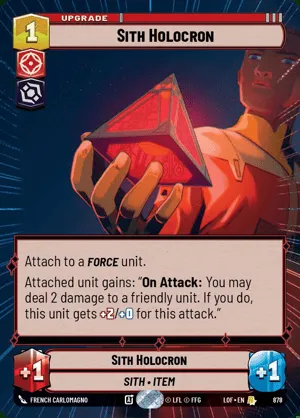 UPGRADE
1
SITH HOLOCRON
Attach to a FORCE unit.
Attached unit gains: “On Attack: You may
deal 2 damage to a friendly unit. If you do,
this unit gets +2/+0 for this attack.”
+1
SITH HOLOCRON
SITH • ITEM
+1
FRENCH CARLOMAGNO
© LFL © FFG
LOF • EN
878